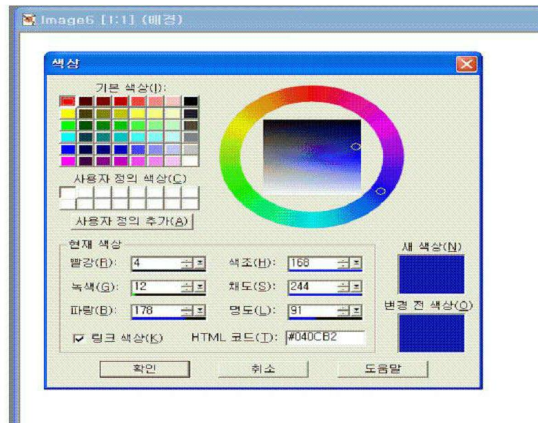 Image6 [1:1] (배경)
색상
기본 색상(I):
사용자 정의 색상(C)
사용자 정의 추가(A)
현재 색상
빨강(R): 4 색조(H): 168
녹색(G): 12 채도(S): 244
파랑(B): 178 명도(L): 91
링크 색상(K) HTML 코드(T): #040CB2
새 색상(N)
변경 전 색상(O)
확인 취소 도움말